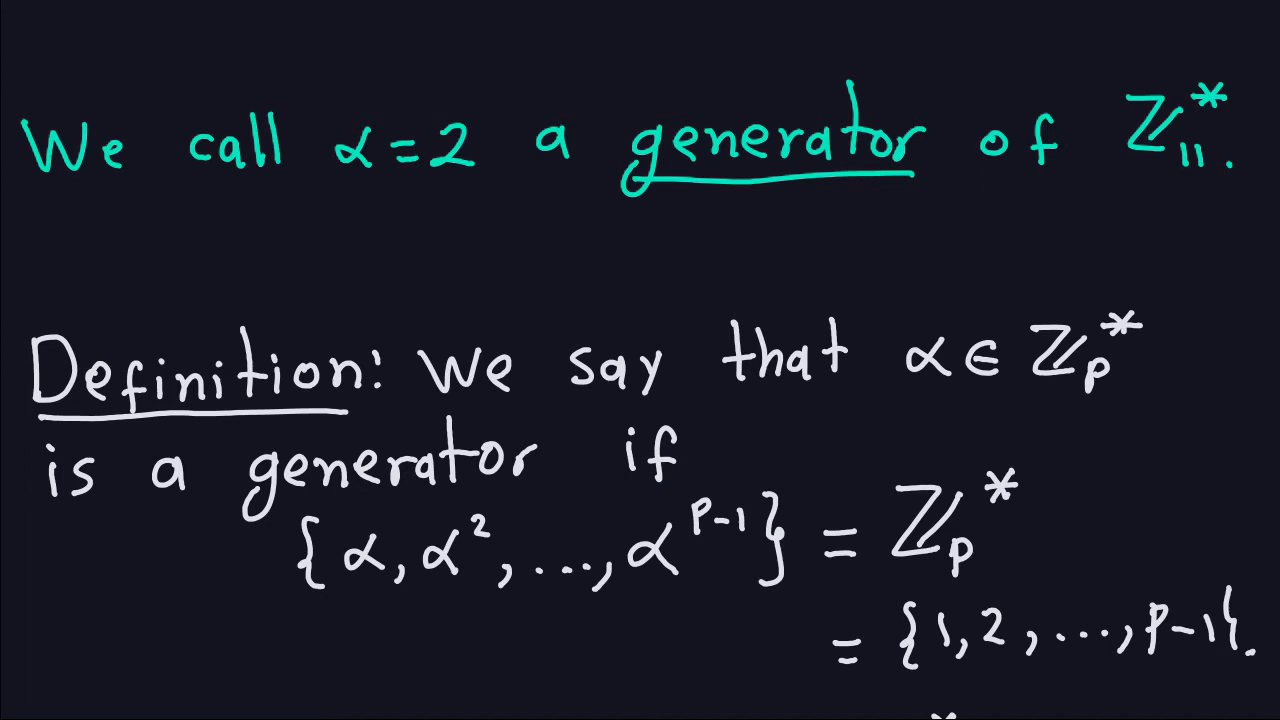 We call α=2 a generator of ℤ₁₁*.
Definition: We say that α∈ ℤₚ*
is a generator if
{α, α², ..., α^{p-1}} = ℤₚ*
= {1, 2, ..., p-1}.